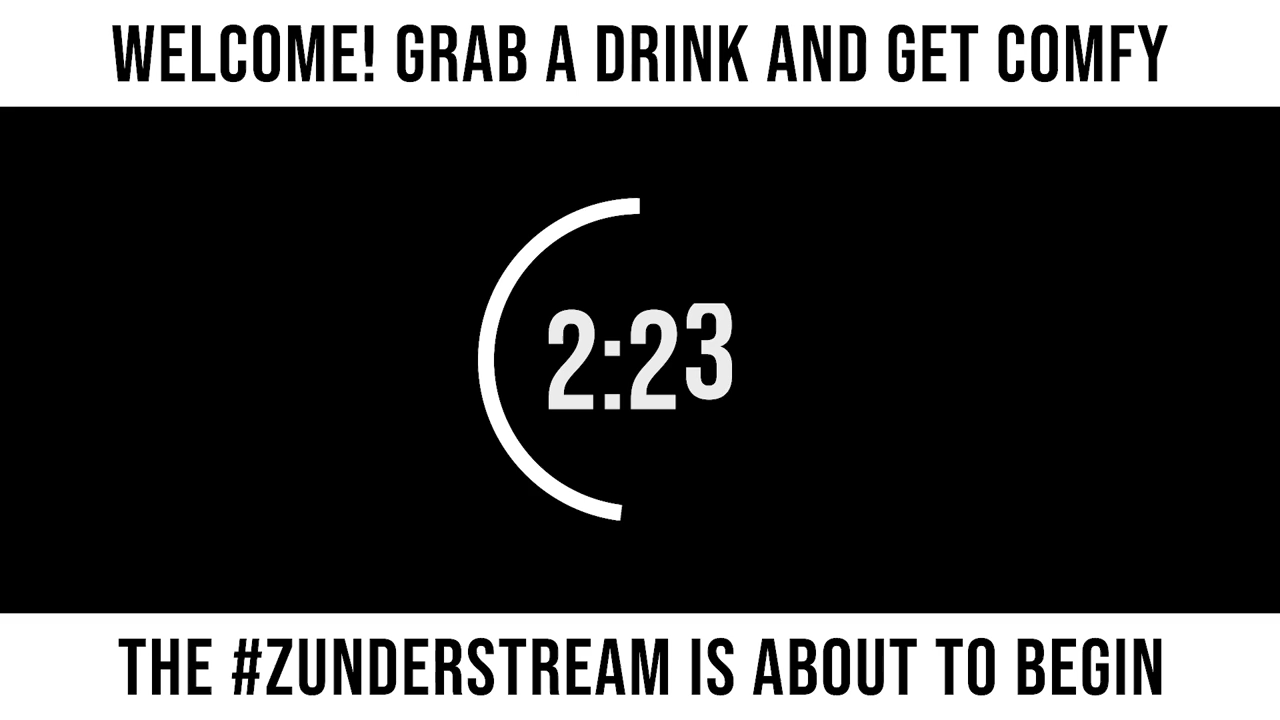 WELCOME! GRAB A DRINK AND GET COMFY
2:23
THE #ZUNDERSTREAM IS ABOUT TO BEGIN